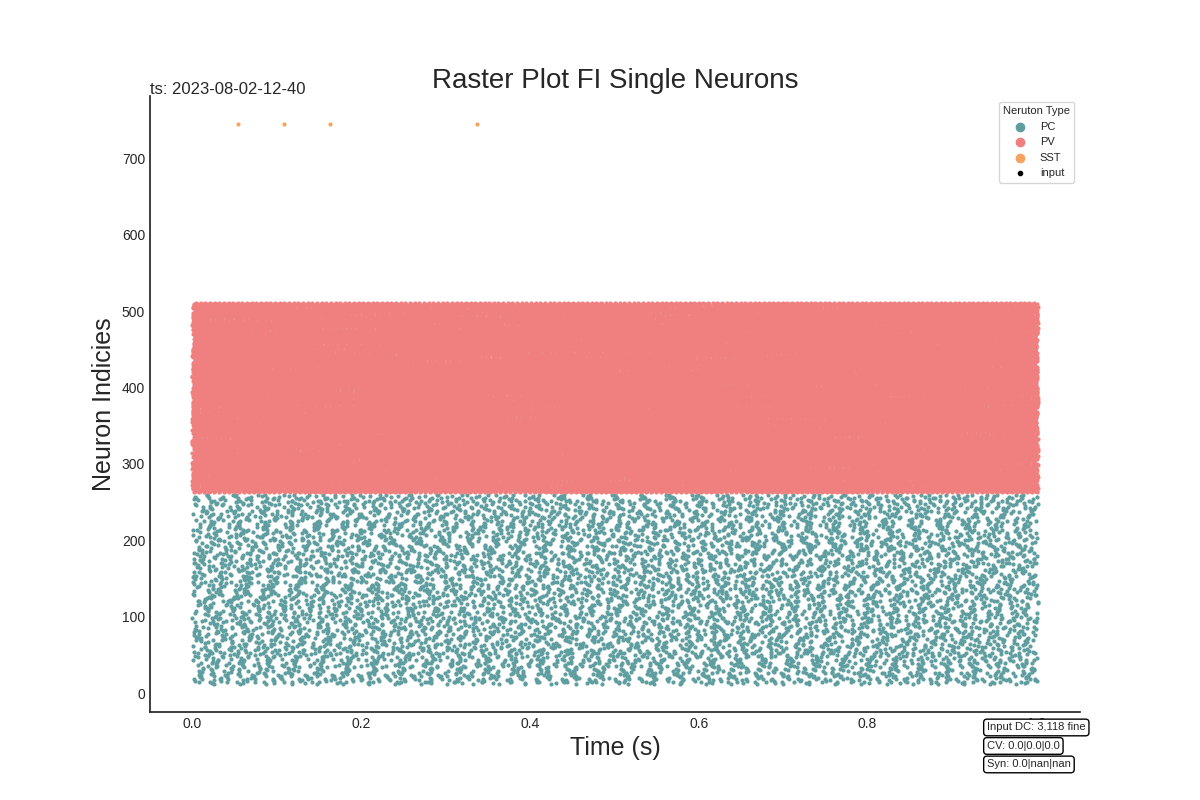 Raster Plot FI Single Neurons
ts: 2023-08-02-12-40
Neruton Type
PC
PV
SST
input
700
600
500
400
300
200
100
0
Neuron Indicies
0.0
0.2
0.4
0.6
0.8
Time (s)
Input DC: 3,118 fine
CV: 0.0|0.0|0.0
Syn: 0.0|nan|nan